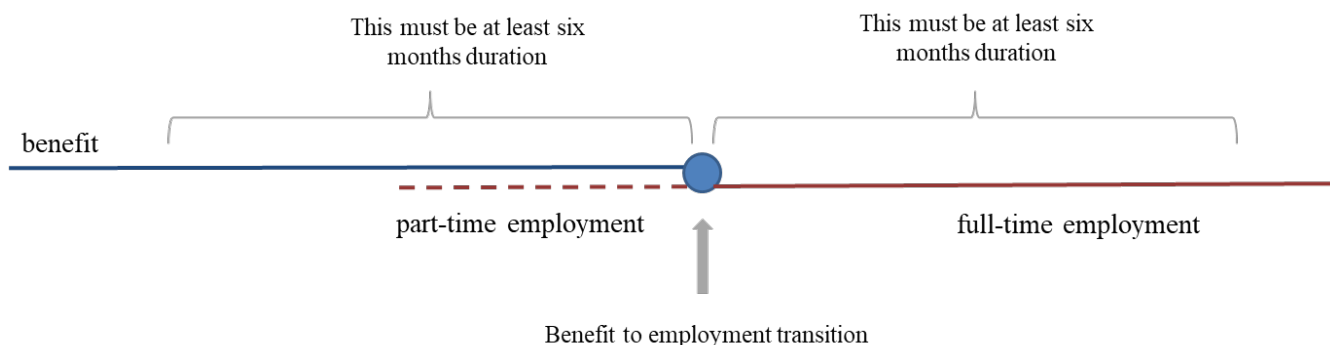 This must be at least six
months duration
This must be at least six
months duration
benefit
part-time employment
full-time employment
Benefit to employment transition